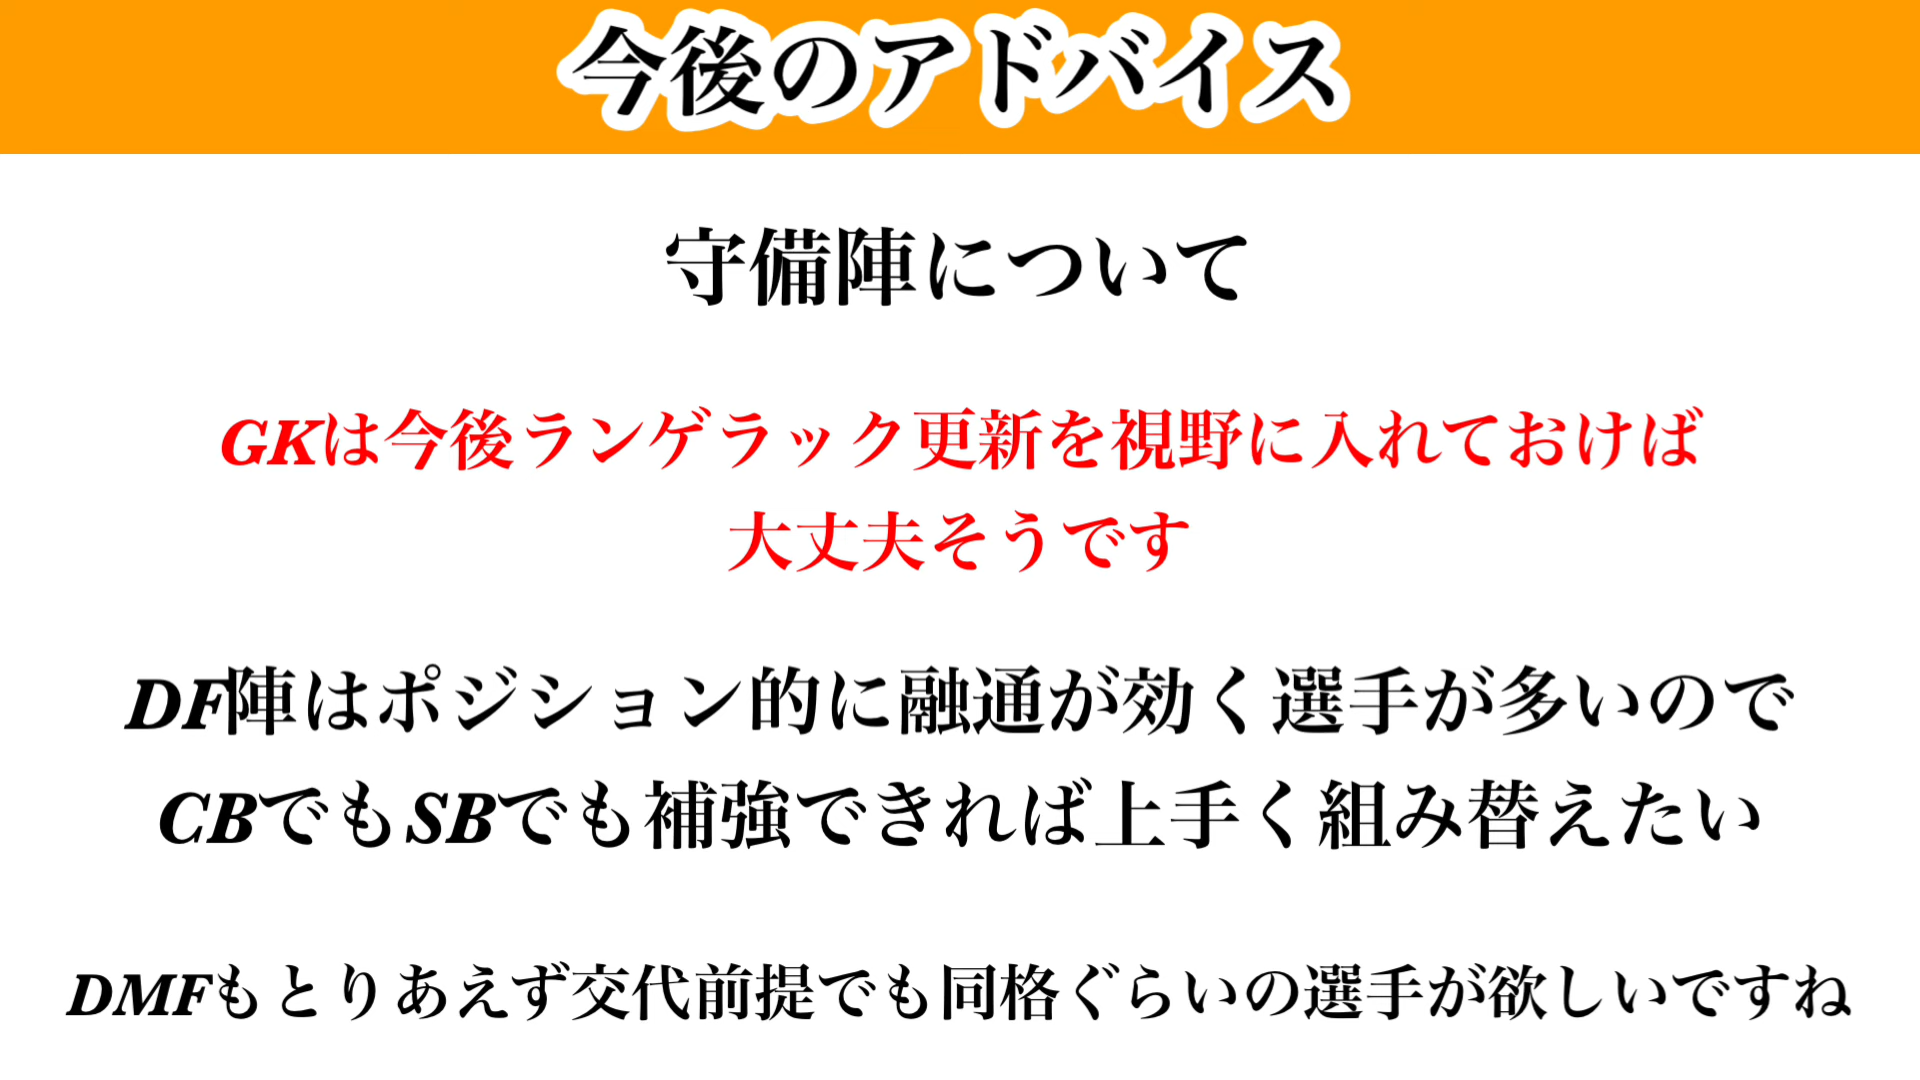 今後のアドバイス
守備陣について
GKは今後ランゲラック更新を視野に入れておけば
大丈夫そうです
DF陣はポジション的に融通が効く選手が多いので
CBでもSBでも補強できれば上手く組み替えたい
DMFもとりあえず交代前提でも同格ぐらいの選手が欲しいですね